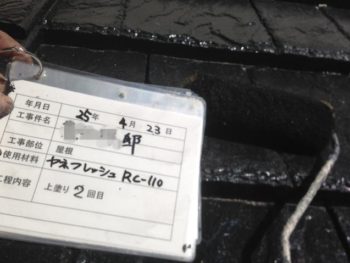 年月日 25年 4月 23日
工事件名 邸
工事部位 屋根
使用材料 ヤネフレッシュ RC-110
工程内容 上塗り 2回目